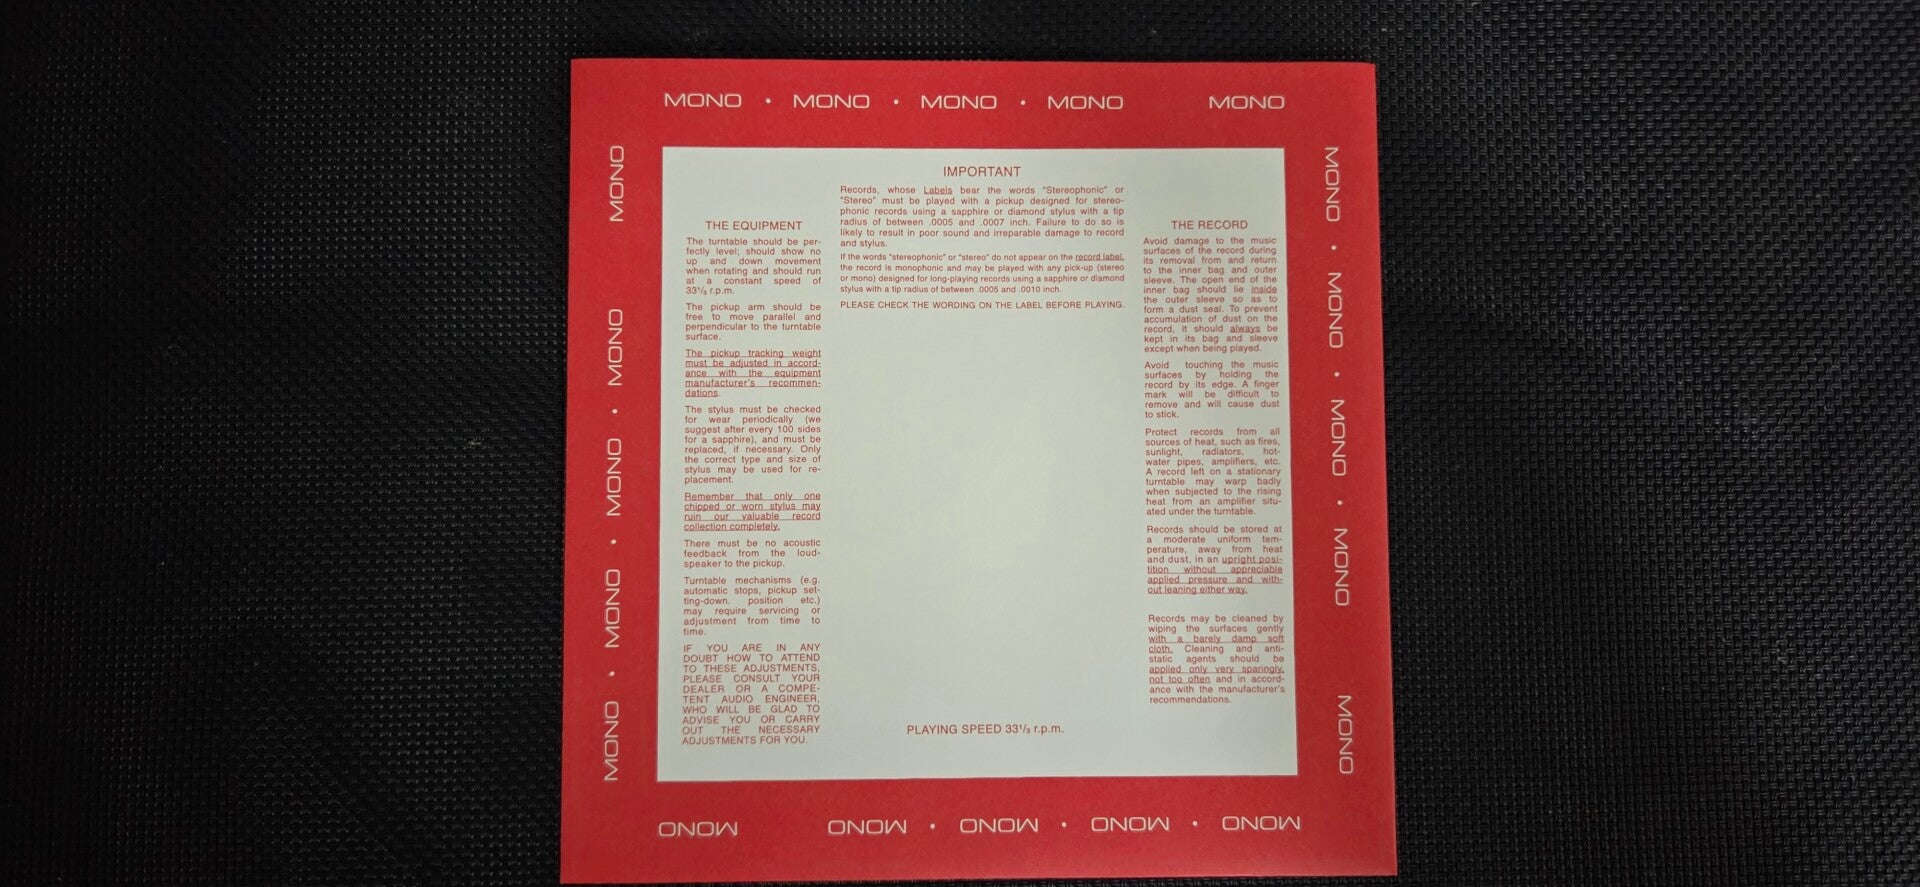 MONO • MONO • MONO • MONO MONO
IMPORTANT
Records, whose Labels bear the words "Stereophonic" or
"Stereo" must be played with a pickup designed for stereo-
phonic records using a sapphire or diamond stylus with a tip
radius of between .0005 and .0007 inch. Failure to do so is
likely to result in poor sound and irreparable damage to record
and stylus.
If the words "stereophonic" or "stereo" do not appear on the record label,
the record is monophonic and may be played with any pick-up (stereo
or mono) designed for long-playing records using a sapphire or diamond
stylus with a tip radius of between .0005 and .0010 inch.
PLEASE CHECK THE WORDING ON THE LABEL BEFORE PLAYING.
THE EQUIPMENT
The turntable should be per-
fectly level; should show no
up and down movement
when rotating and should run
at a constant speed of
33⅓ r.p.m.
The pickup arm should be
free to move parallel and
perpendicular to the turntable
surface.
The pickup tracking weight
must be adjusted in accord-
ance with the equipment
manufacturer's recommen-
dations.
The stylus must be checked
for wear periodically (we
suggest after every 100 sides
for a sapphire), and must be
replaced, if necessary. Only
the correct type and size of
stylus may be used for re-
placement.
Remember that only one
chipped or worn stylus may
ruin our valuable record
collection completely.
There must be no acoustic
feedback from the loud-
speaker to the pickup.
Turntable mechanisms (e.g.
automatic stops, pickup set-
ting-down. position etc.)
may require servicing or
adjustment from time to
time.
IF YOU ARE IN ANY
DOUBT HOW TO ATTEND
TO THESE ADJUSTMENTS,
PLEASE CONSULT YOUR
DEALER OR A COMPE-
TENT AUDIO ENGINEER,
WHO WILL BE GLAD TO
ADVISE YOU OR CARRY
OUT THE NECESSARY
ADJUSTMENTS FOR YOU.
THE RECORD
Avoid damage to the music
surfaces of the record during
its removal from and return
to the inner bag and outer
sleeve. The open end of the
inner bag should lie inside
the outer sleeve so as to
form a dust seal. To prevent
accumulation of dust on the
record, it should always be
kept in its bag and sleeve
except when being played.
Avoid touching the music
surfaces by holding the
record by its edge. A finger
mark will be difficult to
remove and will cause dust
to stick.
Protect records from all
sources of heat, such as fires,
sunlight, radiators, hot-
water pipes, amplifiers, etc.
A record left on a stationary
turntable may warp badly
when subjected to the rising
heat from an amplifier situ-
ated under the turntable.
Records should be stored at
a moderate uniform tem-
perature, away from heat
and dust, in an upright posi-
tition without appreciable
applied pressure and with-
out leaning either way.
Records may be cleaned by
wiping the surfaces gently
with a barely damp soft
cloth. Cleaning and anti-
static agents should be
applied only very sparingly,
not too often and in accord-
ance with the manufacturer's
recommendations.
PLAYING SPEED 33⅓ r.p.m.
MONO • MONO • MONO • MONO MONO
MONO • MONO • MONO • MONO MONO
MONO • MONO • MONO • MONO MONO